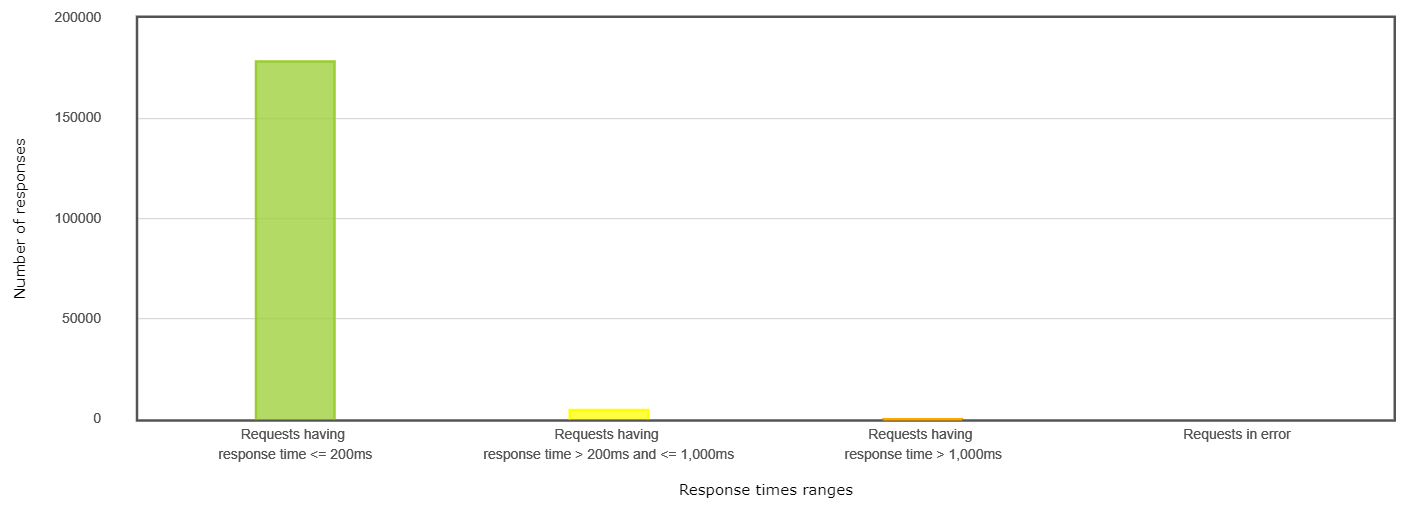 200000
150000
100000
50000
0
Number of responses
Requests having
response time <= 200ms
Requests having
response time > 200ms and <= 1,000ms
Requests having
response time > 1,000ms
Requests in error
Response times ranges